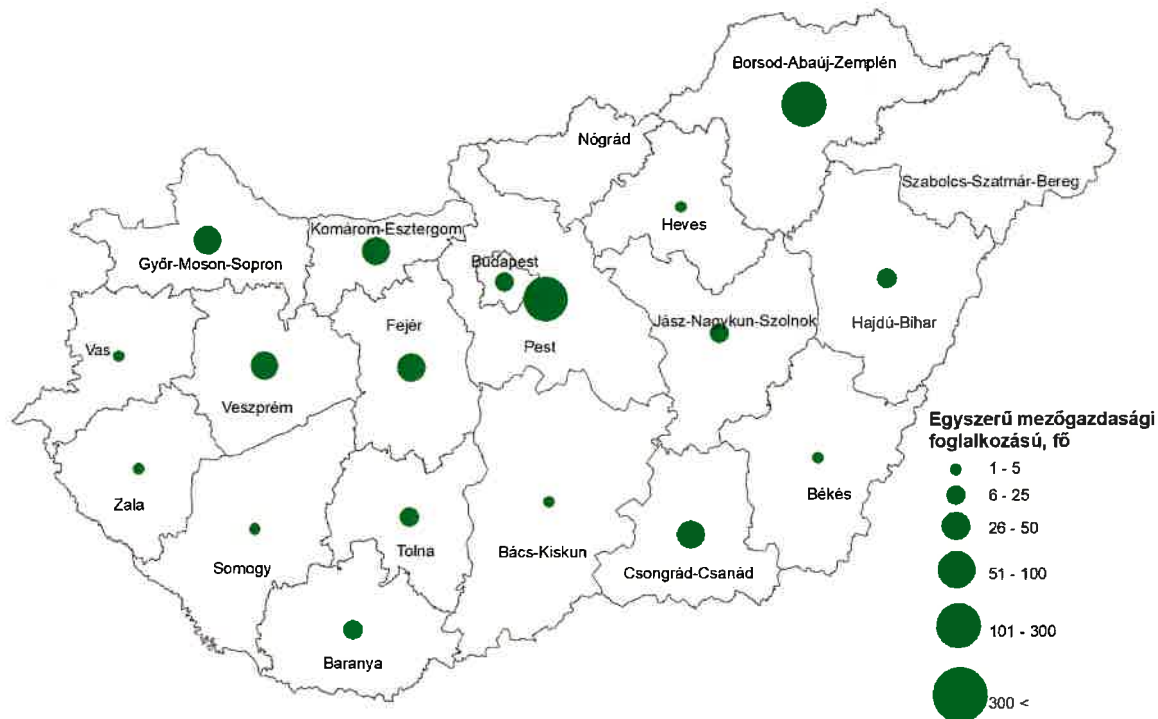 Borsod-Abaúj-Zemplén
Nógrád
Szabolcs-Szatmár-Bereg
Heves
Komárom-Esztergom
Győr-Moson-Sopron
Budapest
Pest
Jász-Nagykun-Szolnok
Hajdú-Bihar
Fejér
Vas
Veszprém
Zala
Somogy
Tolna
Bács-Kiskun
Csongrád-Csanád
Békés
Baranya
Egyszerű mezőgazdasági
foglalkozású, fő
1 - 5
6 - 25
26 - 50
51 - 100
101 - 300
300 <